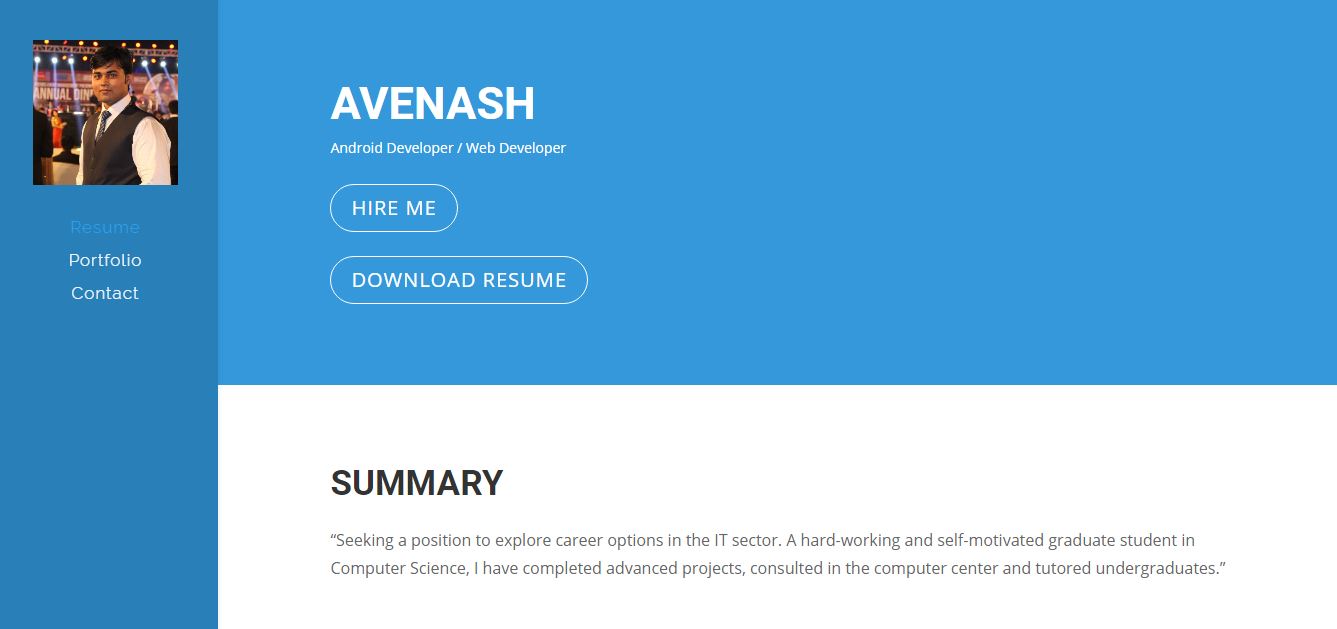 ANNUAL DIN
Resume
Portfolio
Contact
AVENASH
Android Developer / Web Developer
HIRE ME
DOWNLOAD RESUME
SUMMARY
“Seeking a position to explore career options in the IT sector. A hard-working and self-motivated graduate student in
Computer Science, I have completed advanced projects, consulted in the computer center and tutored undergraduates.”